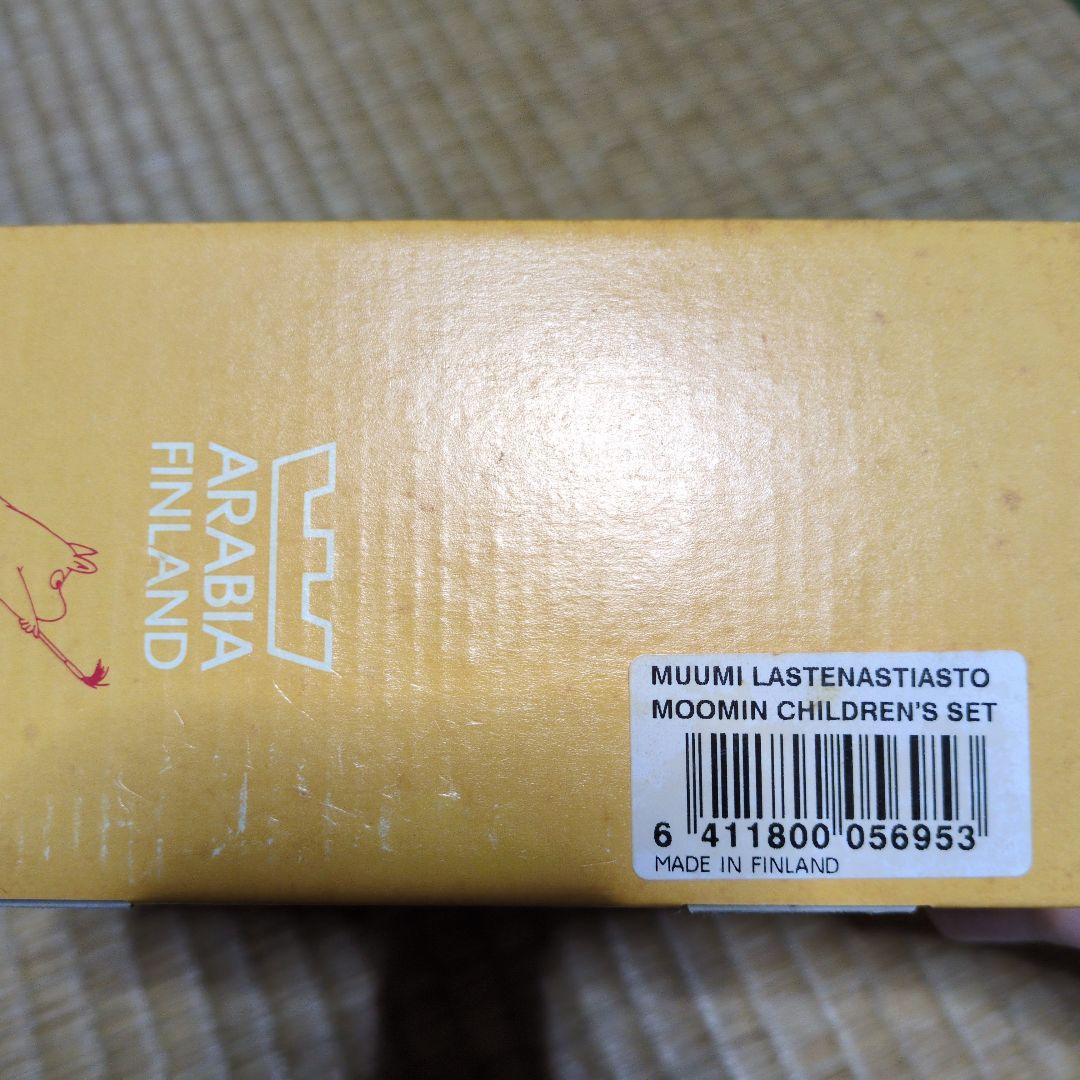 ARABIA
FINLAND
MUUMI LASTENASTIASTO
MOOMIN CHILDREN'S SET
6 411800 056953
MADE IN FINLAND